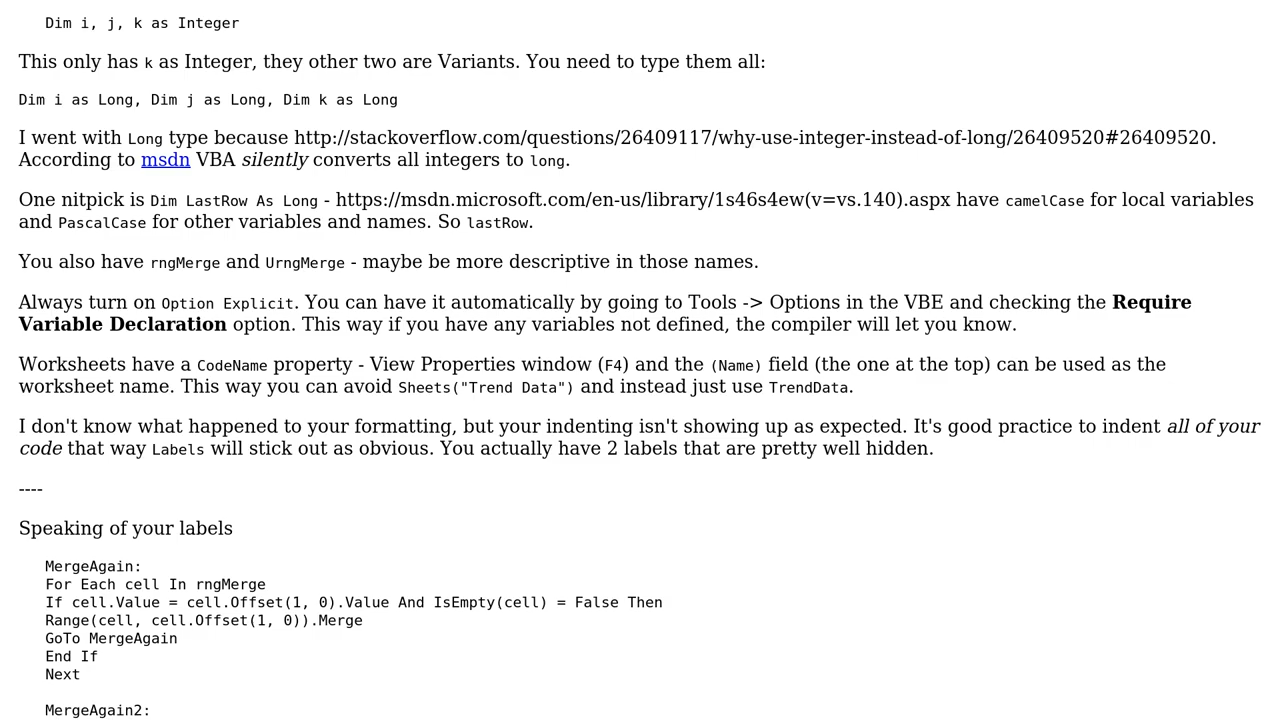 Dim i, j, k as Integer
This only has k as Integer, they other two are Variants. You need to type them all:
Dim i as Long, Dim j as Long, Dim k as Long
I went with Long type because http://stackoverflow.com/questions/26409117/why-use-integer-instead-of-long/26409520#26409520.
According to msdn VBA silently converts all integers to long.
One nitpick is Dim LastRow As Long - https://msdn.microsoft.com/en-us/library/1s46s4ew(v=vs.140).aspx have camelCase for local variables
and PascalCase for other variables and names. So lastRow.
You also have rngMerge and UrngMerge - maybe be more descriptive in those names.
Always turn on Option Explicit. You can have it automatically by going to Tools -> Options in the VBE and checking the Require
Variable Declaration option. This way if you have any variables not defined, the compiler will let you know.
Worksheets have a CodeName property - View Properties window (F4) and the (Name) field (the one at the top) can be used as the
worksheet name. This way you can avoid Sheets("Trend Data") and instead just use TrendData.
I don't know what happened to your formatting, but your indenting isn't showing up as expected. It's good practice to indent all of your
code that way Labels will stick out as obvious. You actually have 2 labels that are pretty well hidden.
----
Speaking of your labels
MergeAgain:
For Each cell In rngMerge
If cell.Value = cell.Offset(1, 0).Value And IsEmpty(cell) = False Then
Range(cell, cell.Offset(1, 0)).Merge
GoTo MergeAgain
End If
Next
MergeAgain2: